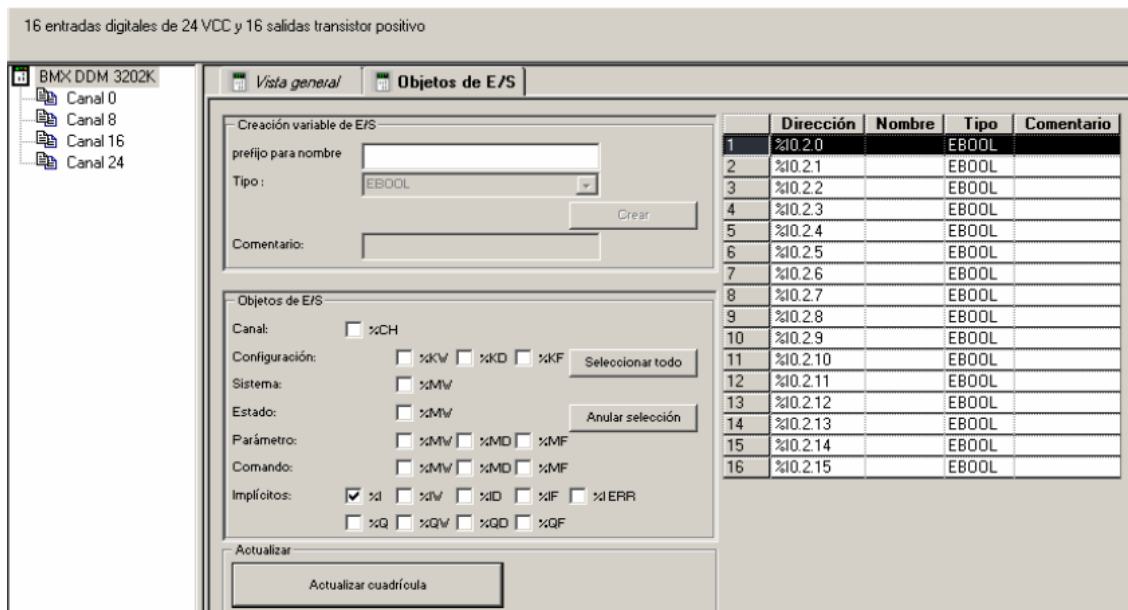 16 entradas digitales de 24 VCC y 16 salidas transistor positivo
BMX DDM 3202K
Canal 0
Canal 8
Canal 16
Canal 24
Vista general
Objetos de E/S
Creación variable de E/S
prefijo para nombre
Tipo :
EBOOL
Crear
Comentario:
Objetos de E/S
Canal: %CH
Configuración: %KW %KD %KF Seleccionar todo
Sistema: %MW
Estado: %MW Anular selección
Parámetro: %MW %MD %MF
Comando: %MW %MD %MF
Implícitos: %I %IW %ID %IF %I ERR
%Q %QW %QD %QF
Actualizar
Actualizar cuadrícula
Dirección Nombre Tipo Comentario
1 %I0.2.0 EBOOL
2 %I0.2.1 EBOOL
3 %I0.2.2 EBOOL
4 %I0.2.3 EBOOL
5 %I0.2.4 EBOOL
6 %I0.2.5 EBOOL
7 %I0.2.6 EBOOL
8 %I0.2.7 EBOOL
9 %I0.2.8 EBOOL
10 %I0.2.9 EBOOL
11 %I0.2.10 EBOOL
12 %I0.2.11 EBOOL
13 %I0.2.12 EBOOL
14 %I0.2.13 EBOOL
15 %I0.2.14 EBOOL
16 %I0.2.15 EBOOL